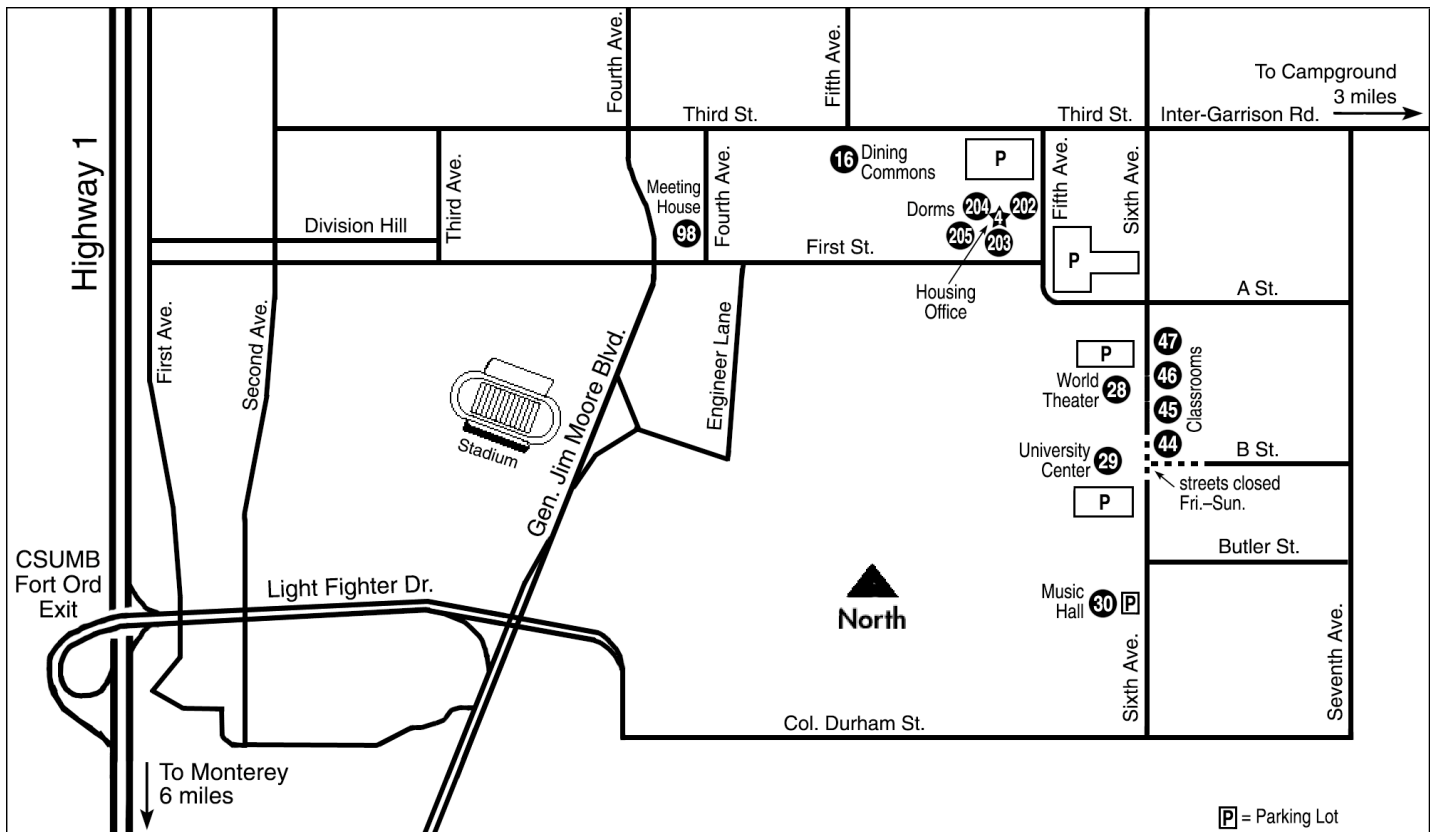 Highway 1
First Ave.
Second Ave.
Third Ave.
Division Hill
Fourth Ave.
Third St.
Fifth Ave.
Third St.
Inter-Garrison Rd.
To Campground
3 miles
Meeting
House
98
Fourth Ave.
16
Dining
Commons
P
Dorms
204
4
202
205
203
First St.
Housing
Office
Fifth Ave.
Sixth Ave.
P
A St.
Engineer Lane
Gen. Jim Moore Blvd.
Stadium
P
World
Theater
28
47
46
45
44
Classrooms
University
Center
29
B St.
streets closed
Fri.–Sun.
P
Butler St.
CSUMB
Fort Ord
Exit
Light Fighter Dr.
North
Music
Hall
30
P
Sixth Ave.
Seventh Ave.
Col. Durham St.
To Monterey
6 miles
P = Parking Lot